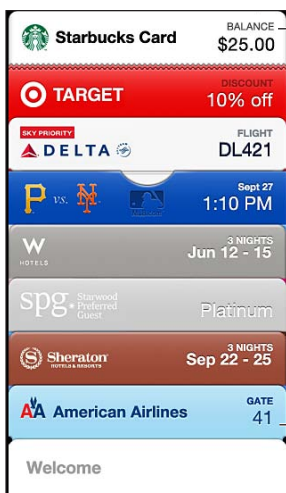 Starbucks Card
BALANCE
$25.00
TARGET
DISCOUNT
10% off
SKY PRIORITY
DELTA
FLIGHT
DL421
P vs. NY
Sept 27
1:10 PM
W
HOTELS
3 NIGHTS
Jun 12 - 15
spg.
Starwood
Preferred
Guest
Platinum
S
Sheraton
HOTELS & RESORTS
3 NIGHTS
Sep 22 - 25
AA American Airlines
GATE
41
Welcome